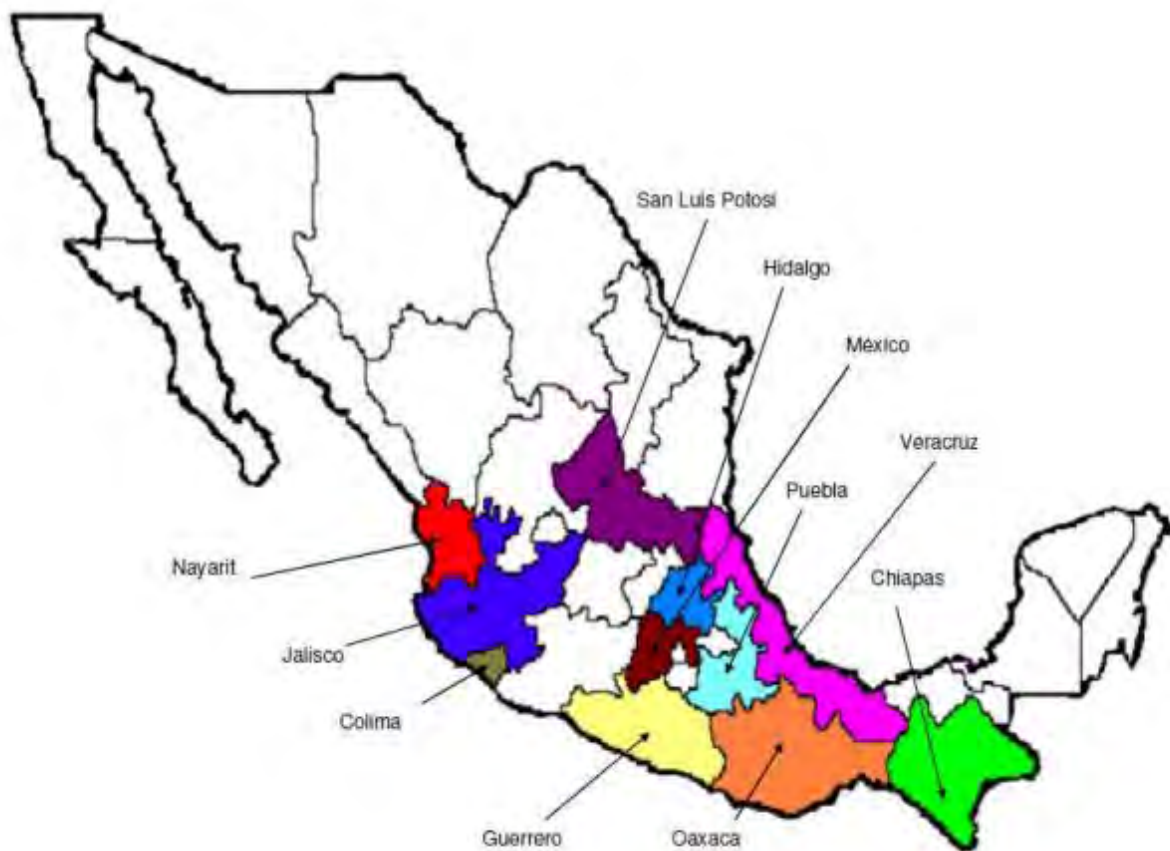 San Luis Potosi
Hidalgo
México
Veracruz
Puebla
Chiapas
Nayarit
Jalisco
Colima
Guerrero
Oaxaca